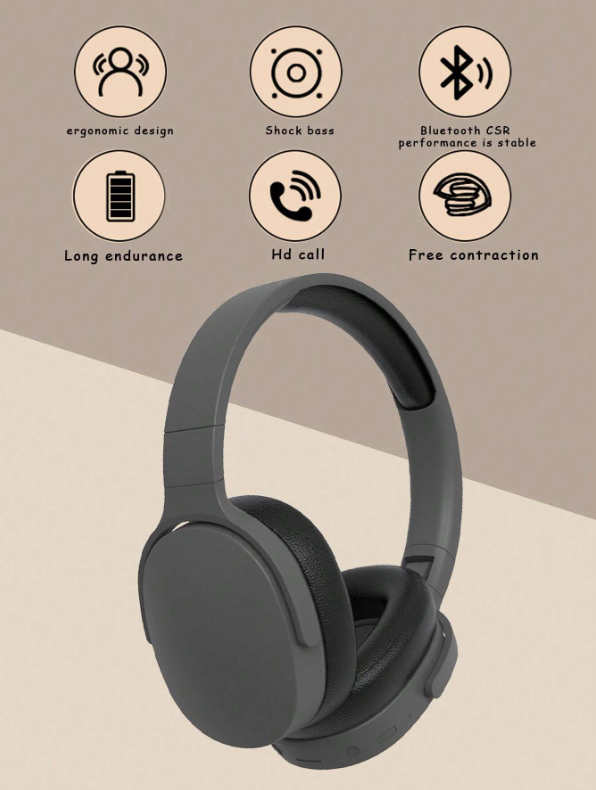 ergonomic design
Shock bass
Bluetooth CSR
performance is stable
Long endurance
Hd call
Free contraction